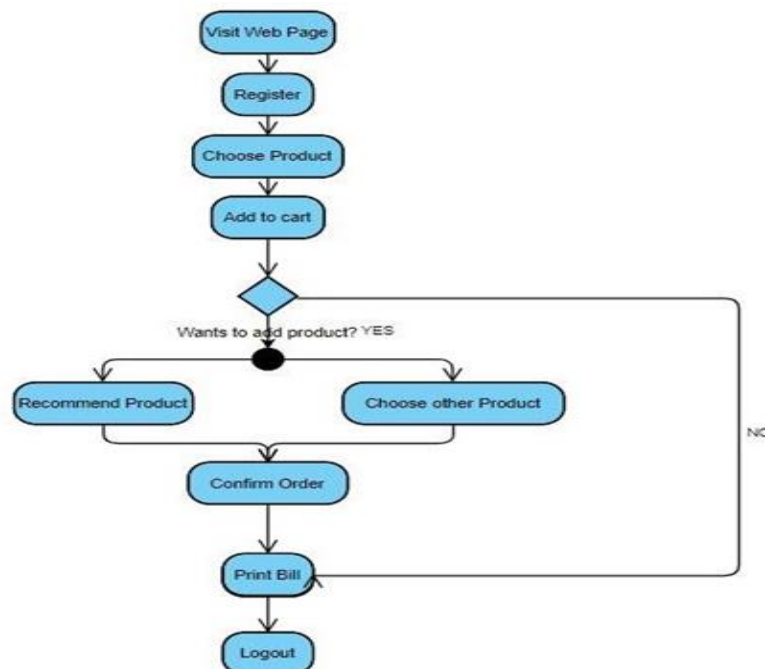 Visit Web Page
Register
Choose Product
Add to cart
Wants to add product? YES
Recommend Product
Choose other Product
NO
Confirm Order
Print Bill
Logout